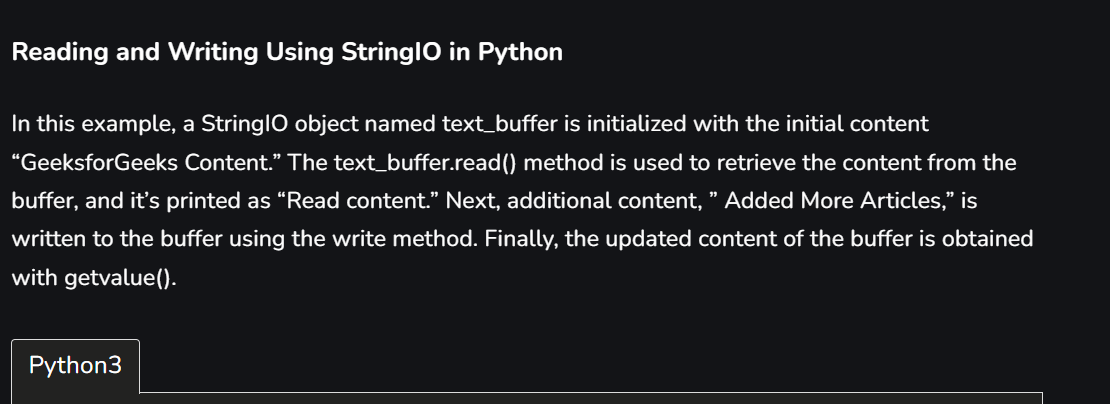 Reading and Writing Using StringIO in Python
In this example, a StringIO object named text_buffer is initialized with the initial content
“GeeksforGeeks Content.” The text_buffer.read() method is used to retrieve the content from the
buffer, and it’s printed as “Read content.” Next, additional content, ” Added More Articles,” is
written to the buffer using the write method. Finally, the updated content of the buffer is obtained
with getvalue().
Python3